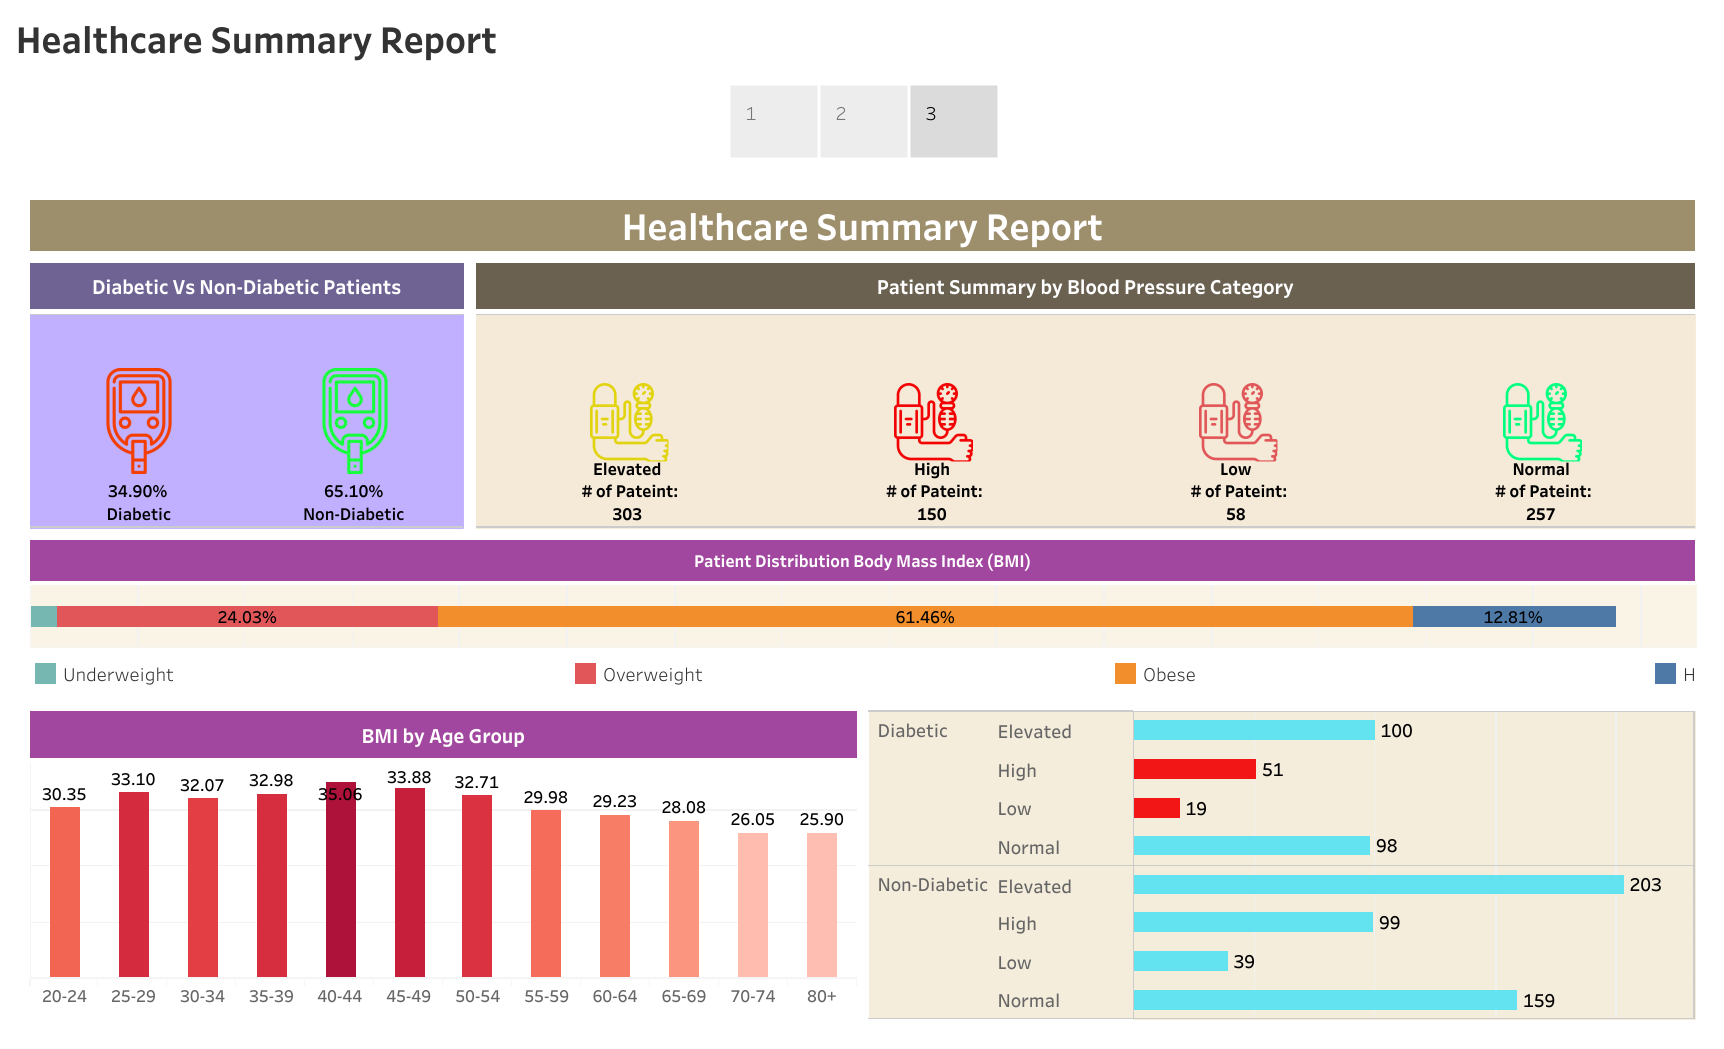 Healthcare Summary Report
1 2 3
Healthcare Summary Report
Diabetic Vs Non-Diabetic Patients
34.90% 65.10%
Diabetic Non-Diabetic
Patient Summary by Blood Pressure Category
Elevated High Low Normal
# of Pateint: # of Pateint: # of Pateint: # of Pateint:
303 150 58 257
Patient Distribution Body Mass Index (BMI)
24.03% 61.46% 12.81%
Underweight Overweight Obese H
BMI by Age Group
30.35 33.10 32.07 32.98 35.06 33.88 32.71 29.98 29.23 28.08 26.05 25.90
20-24 25-29 30-34 35-39 40-44 45-49 50-54 55-59 60-64 65-69 70-74 80+
Diabetic Elevated 100
High 51
Low 19
Normal 98
Non-Diabetic Elevated 203
High 99
Low 39
Normal 159